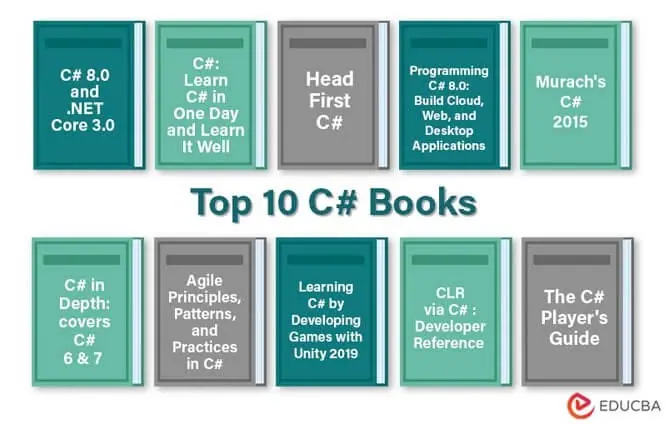 C# 8.0
and
.NET
Core 3.0
C#:
Learn
C# in
One Day
and Learn
It Well
Head
First
C#
Programming
C# 8.0:
Build Cloud,
Web, and
Desktop
Applications
Murach's
C#
2015
Top 10 C# Books
C# in
Depth:
covers
C#
6 & 7
Agile
Principles,
Patterns,
and
Practices
in C#
Learning
C# by
Developing
Games with
Unity 2019
CLR
via C# :
Developer
Reference
The C#
Player's
Guide
EDUCBA